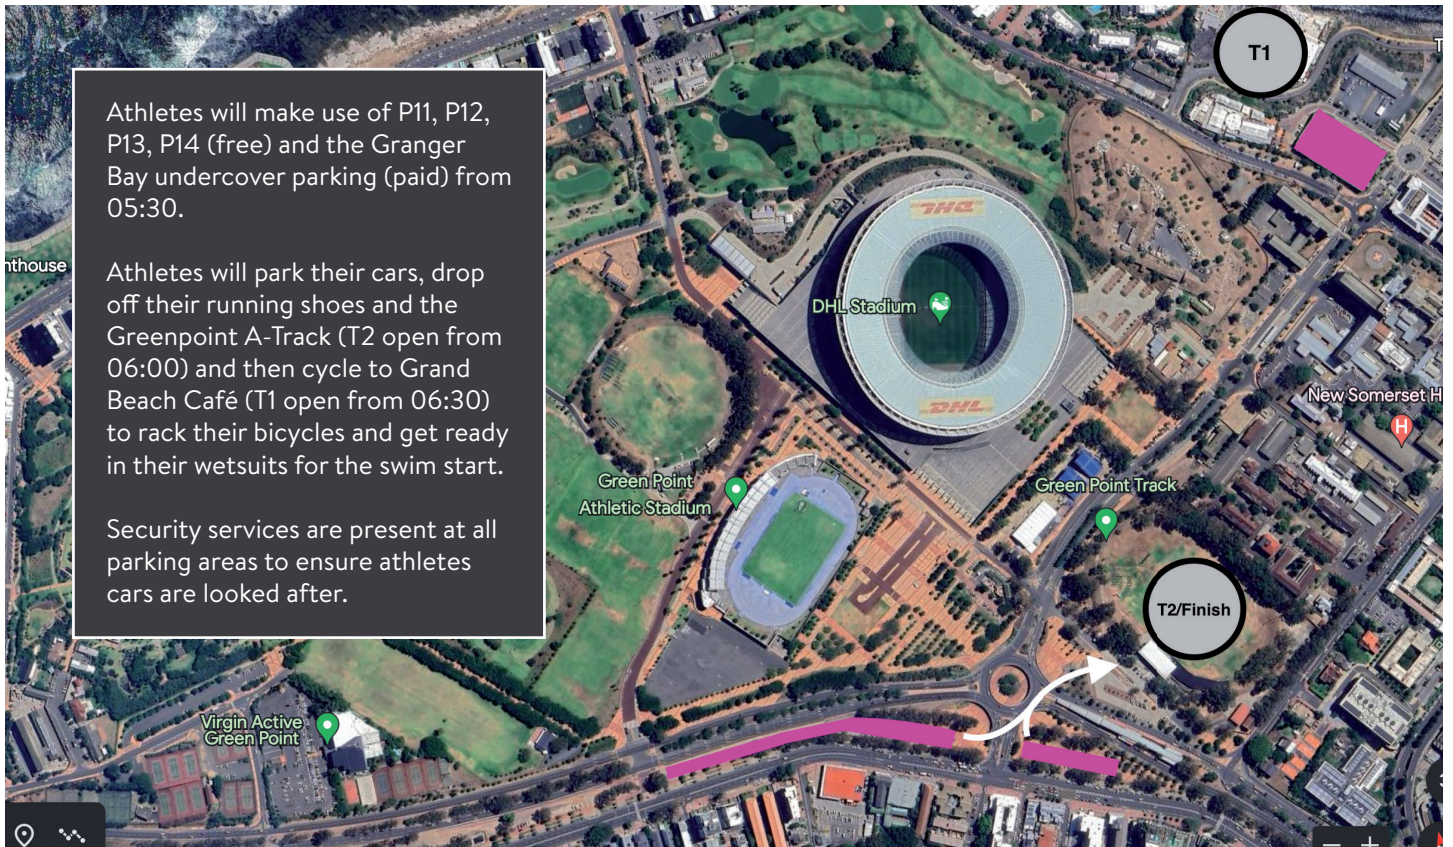 Athletes will make use of P11, P12,
P13, P14 (free) and the Granger
Bay undercover parking (paid) from
05:30.
Athletes will park their cars, drop
off their running shoes and the
Greenpoint A-Track (T2 open from
06:00) and then cycle to Grand
Beach Café (T1 open from 06:30)
to rack their bicycles and get ready
in their wetsuits for the swim start.
Security services are present at all
parking areas to ensure athletes
cars are looked after.
T1
nthouse
DHL
DHL Stadium
DHL
New Somerset H
H
Green Point
Athletic Stadium
Green Point Track
T2/Finish
Virgin Active
Green Point